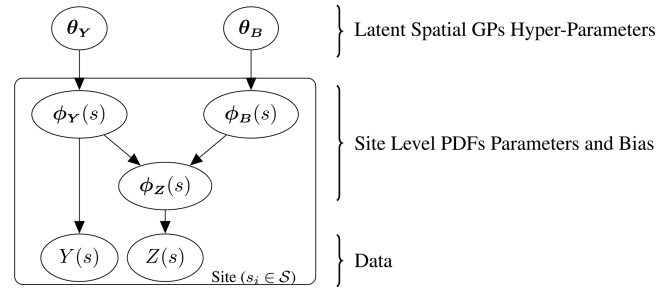 θ_Y θ_B Latent Spatial GPs Hyper-Parameters
ϕ_Y(s) ϕ_B(s)
Site Level PDFs Parameters and Bias
ϕ_Z(s)
Y(s) Z(s) Data
Site (s_i ∈ 𝒮)